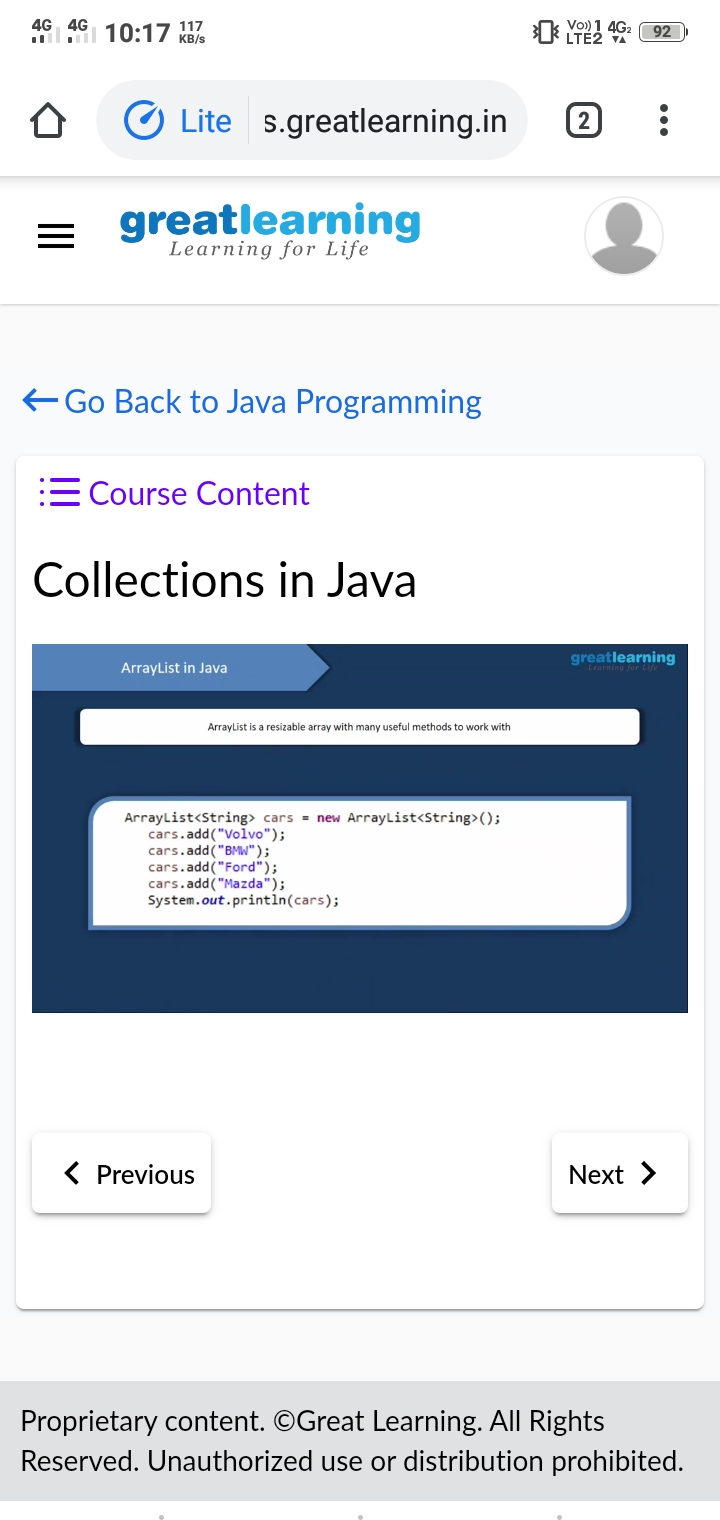 4G 4G 10:17 117 KB/s Vo)) 1 4G2 LTE2 92
Lite s.greatlearning.in 2
greatlearning
Learning for Life
Go Back to Java Programming
Course Content
Collections in Java
ArrayList in Java
greatlearning
Learning for Life
ArrayList is a resizable array with many useful methods to work with
ArrayList<String> cars = new ArrayList<String>();
cars.add("Volvo");
cars.add("BMW");
cars.add("Ford");
cars.add("Mazda");
System.out.println(cars);
Previous
Next
Proprietary content. ©Great Learning. All Rights
Reserved. Unauthorized use or distribution prohibited.